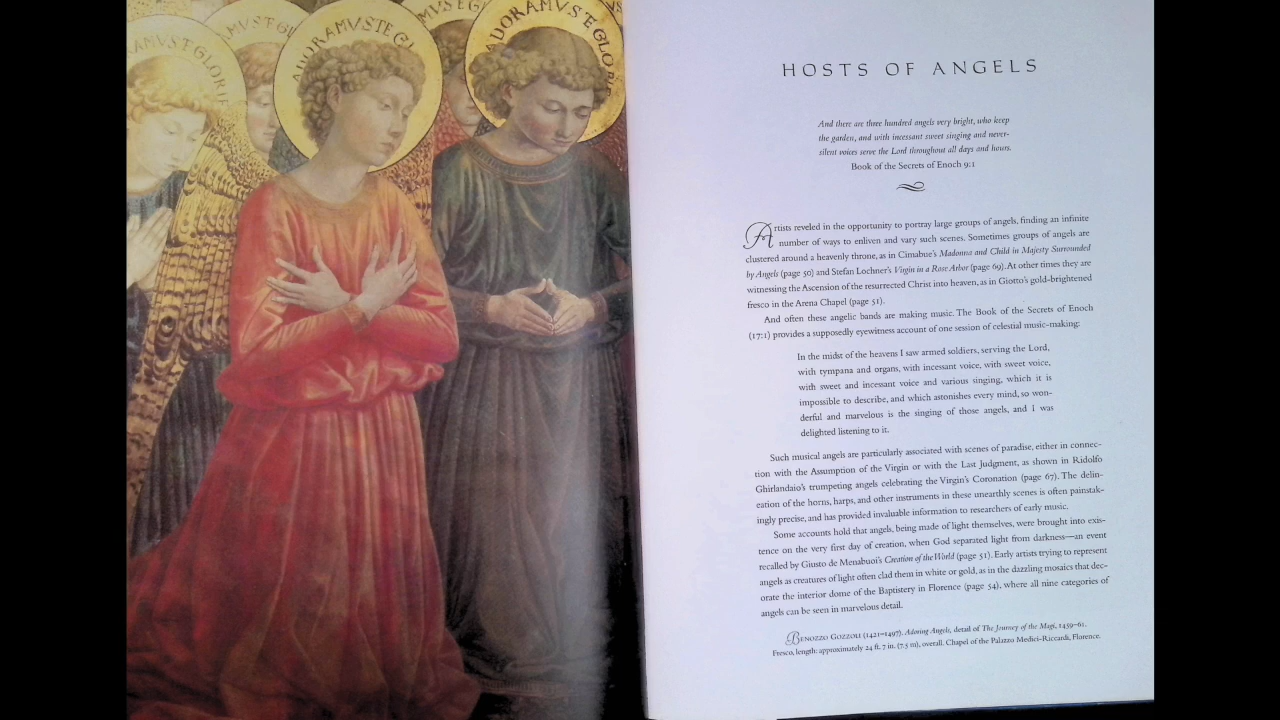 RAMVSTEGLORIE
RAMVSTEGL
ADORAMVSTEGL
MVSEGL
ADORAMVSTE GLORIE
HOSTS OF ANGELS
And there are three hundred angels very bright, who keep
the garden, and with incessant sweet singing and never-
silent voices serve the Lord throughout all days and hours.
Book of the Secrets of Enoch 9:1
Artists reveled in the opportunity to portray large groups of angels, finding an infinite
number of ways to enliven and vary such scenes. Sometimes groups of angels are
clustered around a heavenly throne, as in Cimabue's Madonna and Child in Majesty Surrounded
by Angels (page 50) and Stefan Lochner's Virgin in a Rose Arbor (page 69). At other times they are
witnessing the Ascension of the resurrected Christ into heaven, as in Giotto's gold-brightened
fresco in the Arena Chapel (page 51).
And often these angelic bands are making music. The Book of the Secrets of Enoch
(17:1) provides a supposedly eyewitness account of one session of celestial music-making:
In the midst of the heavens I saw armed soldiers, serving the Lord,
with tympana and organs, with incessant voice, with sweet voice,
with sweet and incessant voice and various singing, which it is
impossible to describe, and which astonishes every mind, so won-
derful and marvelous is the singing of those angels, and I was
delighted listening to it.
Such musical angels are particularly associated with scenes of paradise, either in connec-
tion with the Assumption of the Virgin or with the Last Judgment, as shown in Ridolfo
Ghirlandaio's trumpeting angels celebrating the Virgin's Coronation (page 67). The delin-
eation of the horns, harps, and other instruments in these unearthly scenes is often painstak-
ingly precise, and has provided invaluable information to researchers of early music.
Some accounts hold that angels, being made of light themselves, were brought into exis-
tence on the very first day of creation, when God separated light from darkness—an event
recalled by Giusto de Menabuoi's Creation of the World (page 51). Early artists trying to represent
angels as creatures of light often clad them in white or gold, as in the dazzling mosaics that dec-
orate the interior dome of the Baptistery in Florence (page 54), where all nine categories of
angels can be seen in marvelous detail.
BENOZZO GOZZOLI (1421–1497). Adoring Angels, detail of The Journey of the Magi, 1459–61.
Fresco, length: approximately 24 ft. 7 in. (7.5 m), overall. Chapel of the Palazzo Medici-Riccardi, Florence.